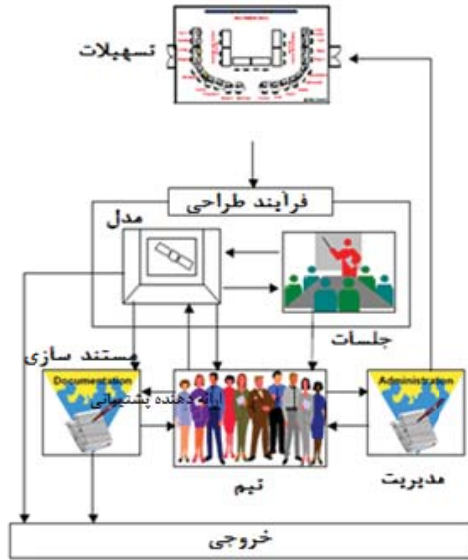 تسهیلات
فرآیند طراحی
مدل
جلسات
مستند سازی
Documentation
Administration
ارائه دهنده پشتیبانی
تیم
مدیریت
خروجی